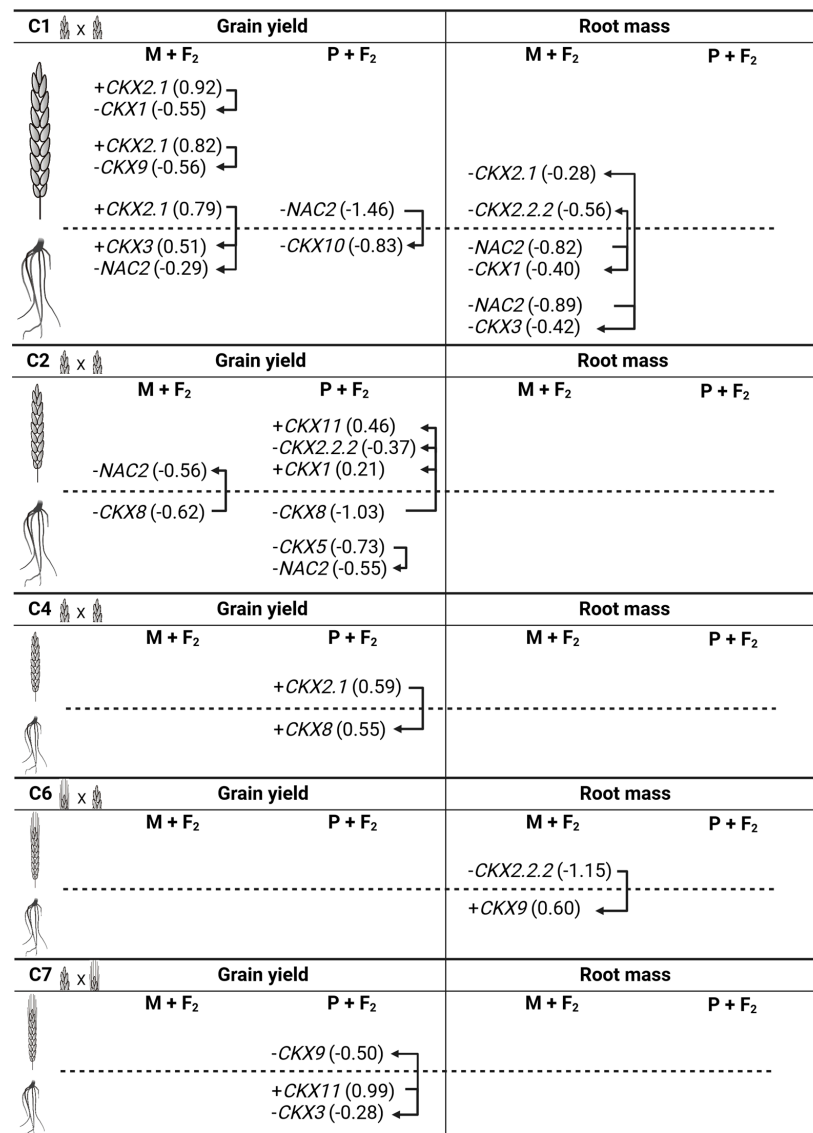 C1 x Grain yield Root mass
M + F₂ P + F₂ M + F₂ P + F₂
+CKX2.1 (0.92)
-CKX1 (-0.55)
+CKX2.1 (0.82)
-CKX9 (-0.56)
-CKX2.1 (-0.28)
+CKX2.1 (0.79) -NAC2 (-1.46) -CKX2.2.2 (-0.56)
+CKX3 (0.51) -CKX10 (-0.83) -NAC2 (-0.82)
-NAC2 (-0.29) -CKX1 (-0.40)
-NAC2 (-0.89)
-CKX3 (-0.42)
C2 x Grain yield Root mass
M + F₂ P + F₂ M + F₂ P + F₂
+CKX11 (0.46)
-CKX2.2.2 (-0.37)
-NAC2 (-0.56) +CKX1 (0.21)
-CKX8 (-0.62) -CKX8 (-1.03)
-CKX5 (-0.73)
-NAC2 (-0.55)
C4 x Grain yield Root mass
M + F₂ P + F₂ M + F₂ P + F₂
+CKX2.1 (0.59)
+CKX8 (0.55)
C6 x Grain yield Root mass
M + F₂ P + F₂ M + F₂ P + F₂
-CKX2.2.2 (-1.15)
+CKX9 (0.60)
C7 x Grain yield Root mass
M + F₂ P + F₂ M + F₂ P + F₂
-CKX9 (-0.50)
+CKX11 (0.99)
-CKX3 (-0.28)